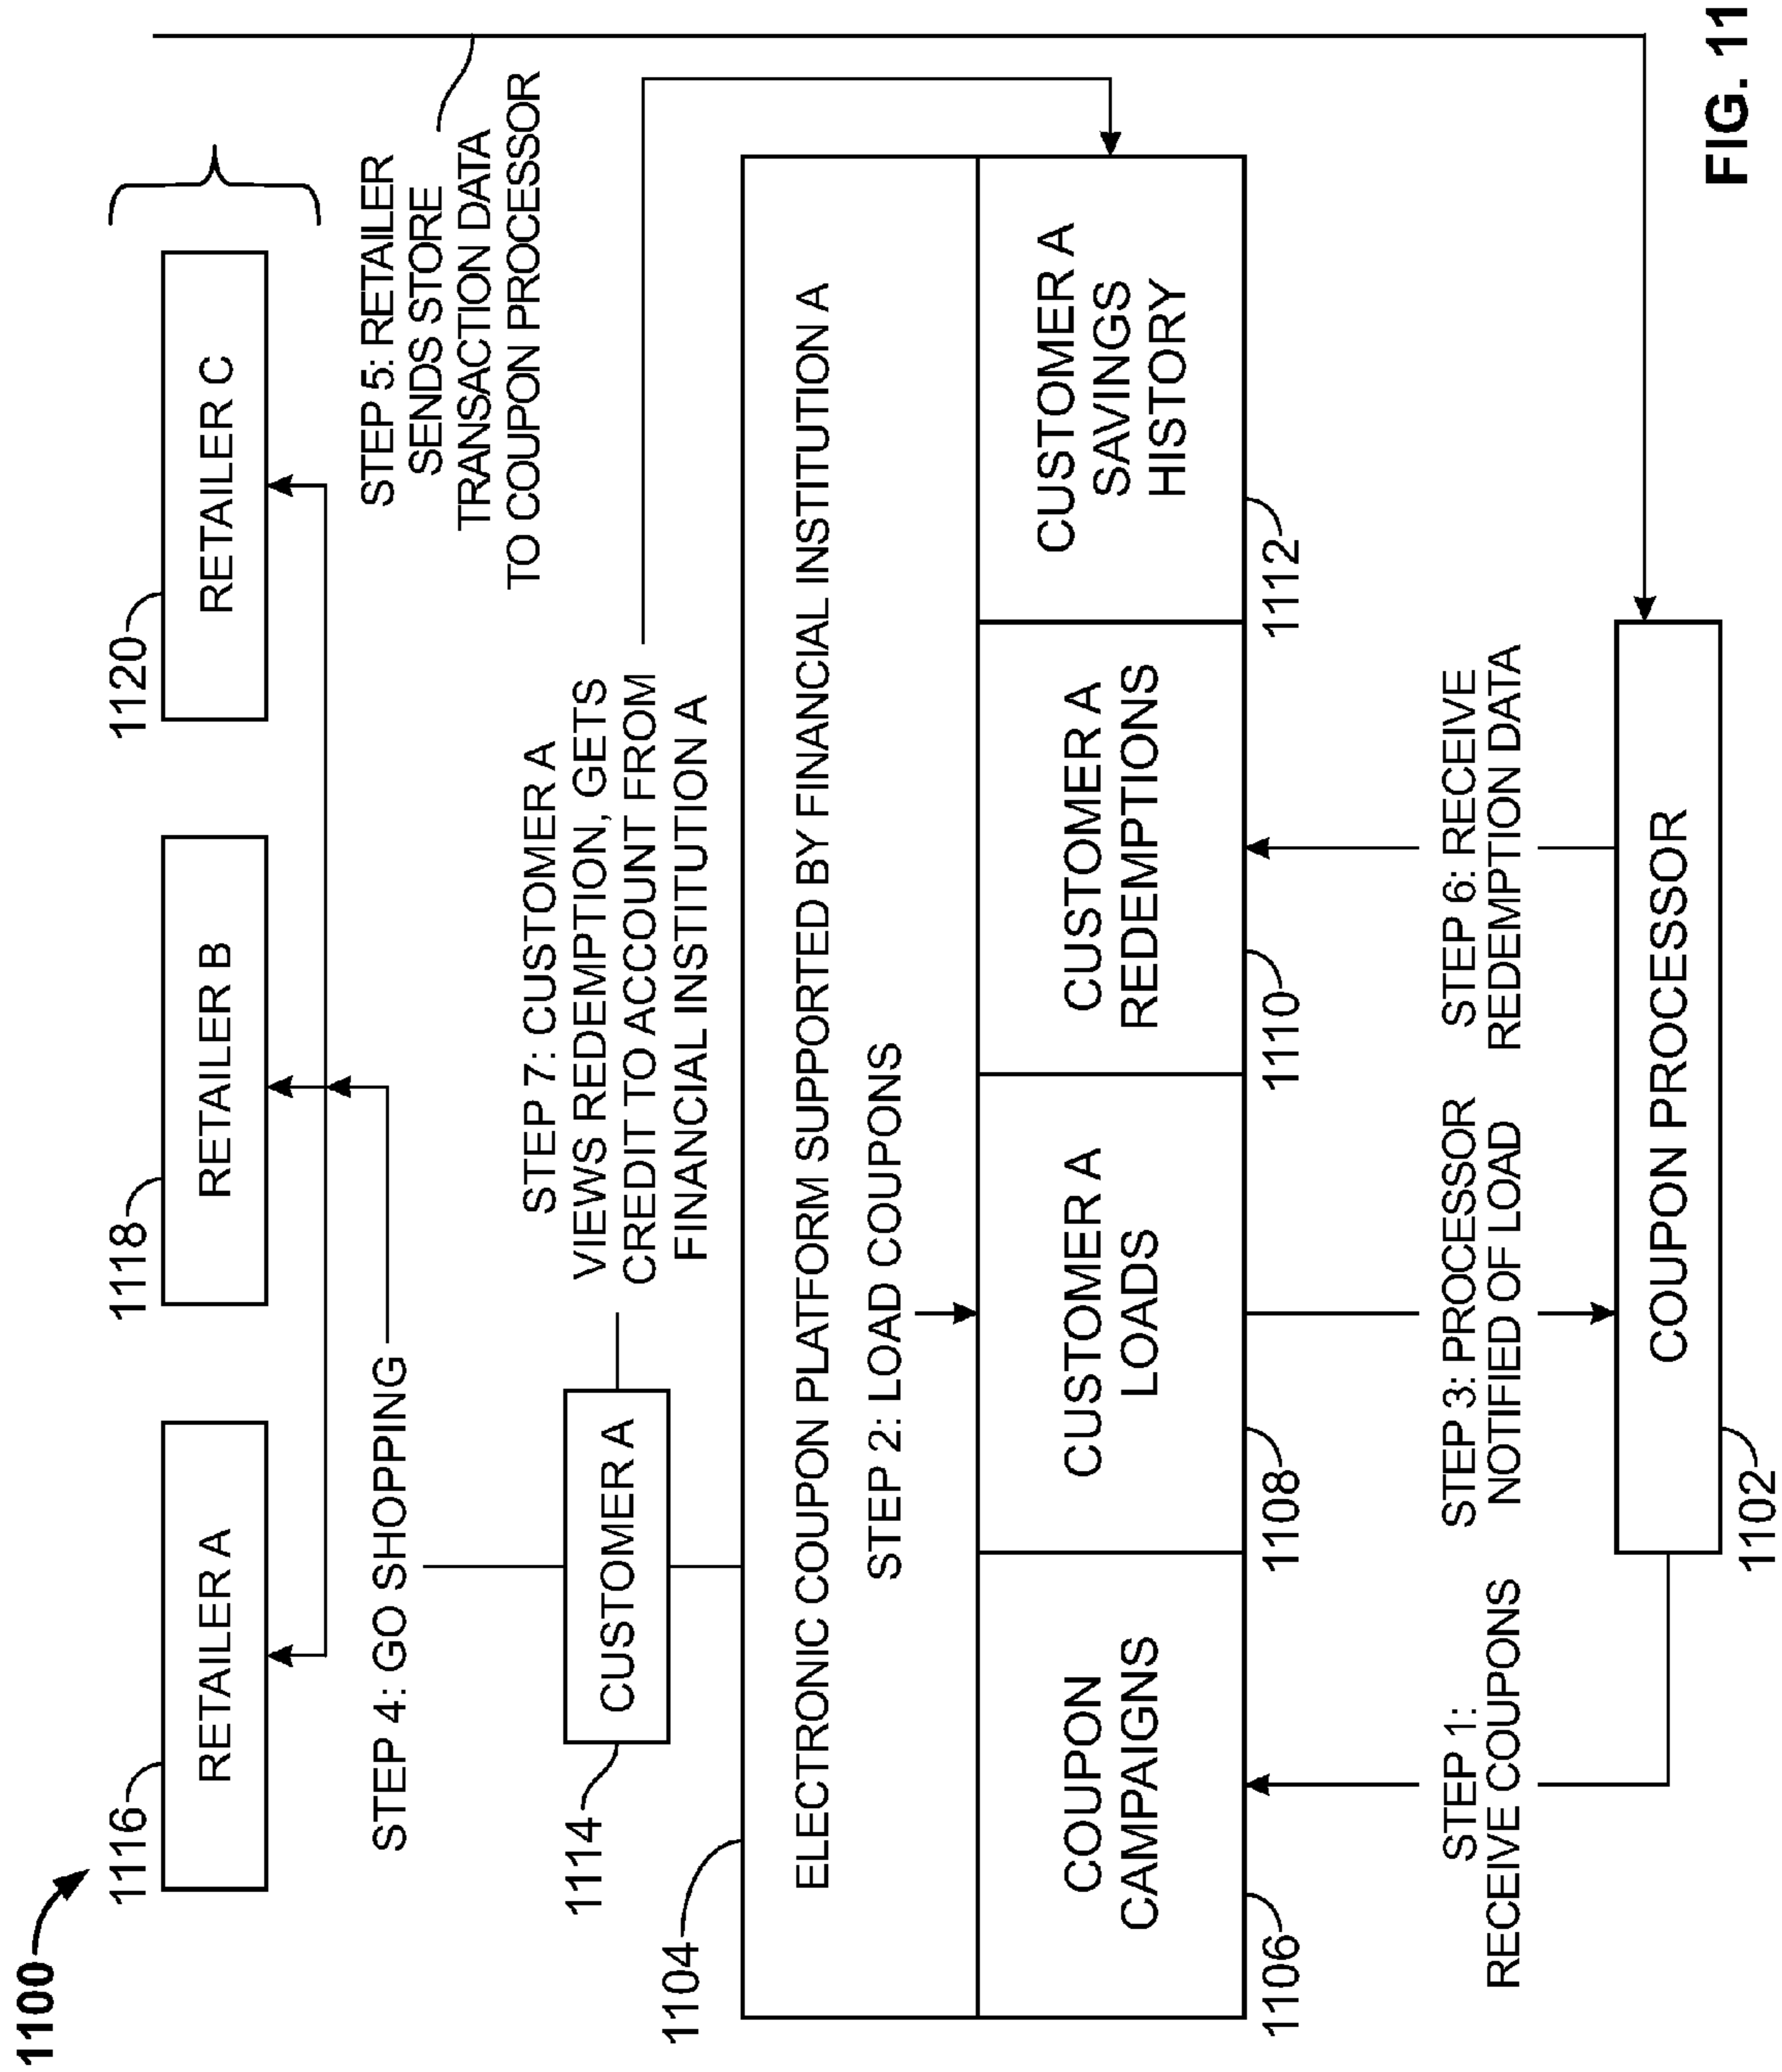 1100
1116
1118
1120
RETAILER A
RETAILER B
RETAILER C
STEP 4: GO SHOPPING
STEP 5: RETAILER
SENDS STORE
TRANSACTION DATA
TO COUPON PROCESSOR
1114
CUSTOMER A
STEP 7: CUSTOMER A
VIEWS REDEMPTION, GETS
CREDIT TO ACCOUNT FROM
FINANCIAL INSTITUTION A
1104
ELECTRONIC COUPON PLATFORM SUPPORTED BY FINANCIAL INSTITUTION A
STEP 2: LOAD COUPONS
COUPON
CAMPAIGNS
CUSTOMER A
LOADS
CUSTOMER A
REDEMPTIONS
CUSTOMER A
SAVINGS
HISTORY
1106
1108
1110
1112
STEP 1:
RECEIVE COUPONS
STEP 3: PROCESSOR
NOTIFIED OF LOAD
STEP 6: RECEIVE
REDEMPTION DATA
COUPON PROCESSOR
1102
FIG. 11